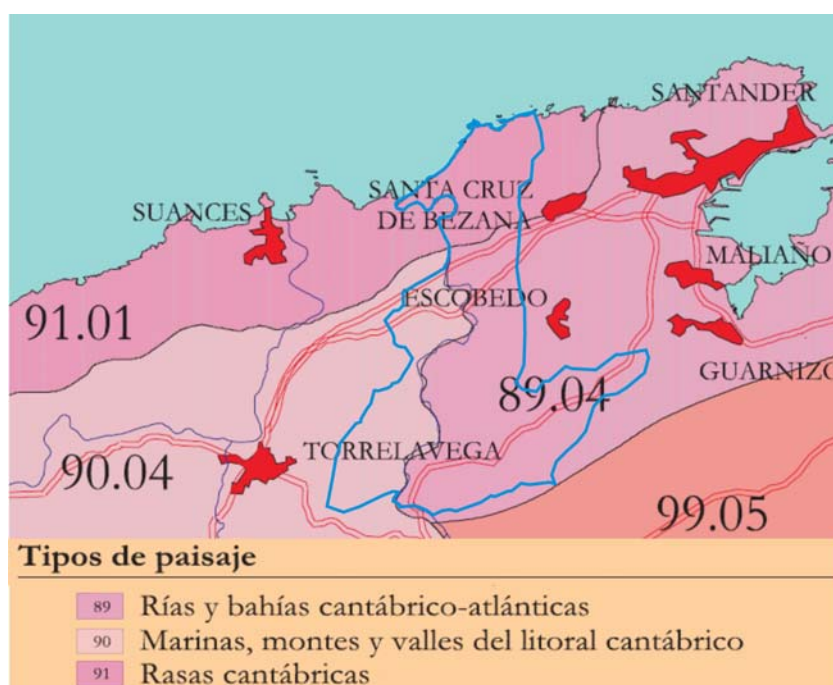 SANTANDER
SANTA CRUZ
DE BEZANA
SUANCES
MALIAÑO
ESCOBEDO
91.01
GUARNIZO
89.04
TORRELAVEGA
90.04
99.05
Tipos de paisaje
89 Rías y bahías cantábrico-atlánticas
90 Marinas, montes y valles del litoral cantábrico
91 Rasas cantábricas